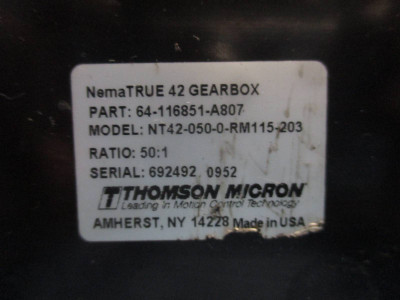 NemaTRUE 42 GEARBOX
PART: 64-116851-A807
MODEL: NT42-050-0-RM115-203
RATIO: 50:1
SERIAL: 692492 0952
THOMSON MICRON
Leading in Motion Control Technology
AMHERST, NY 14228 Made in USA